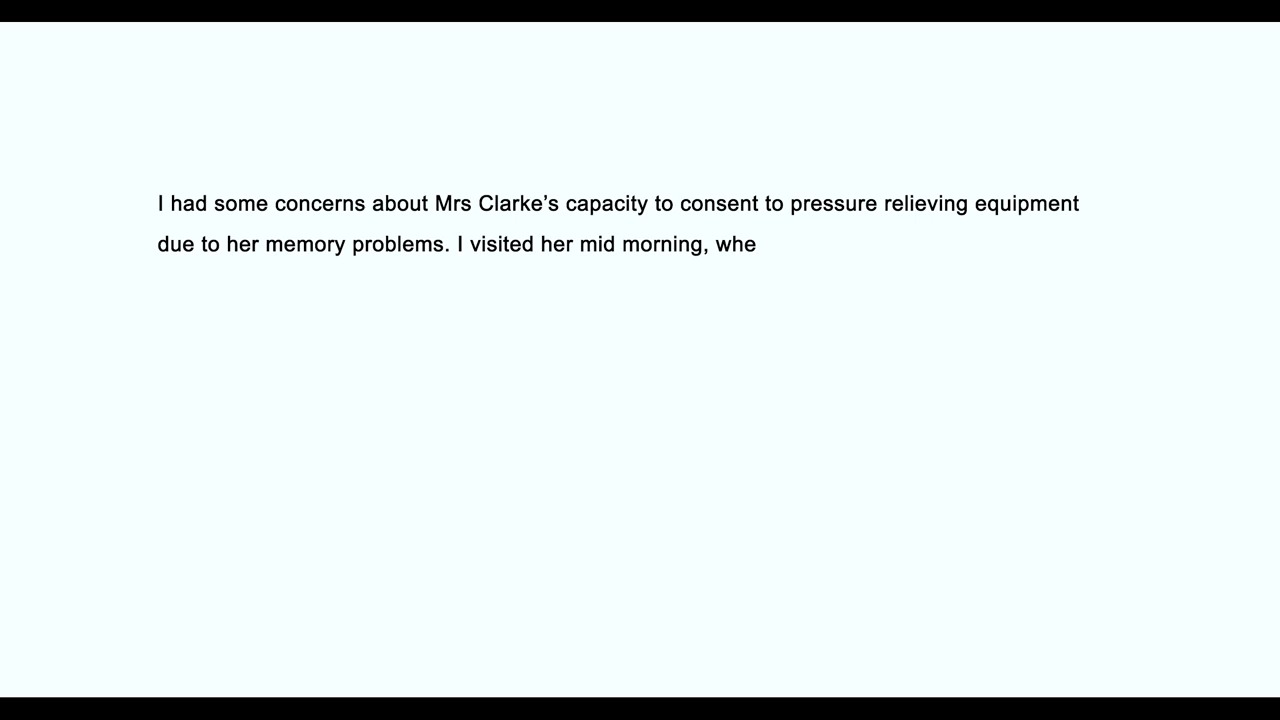 I had some concerns about Mrs Clarke’s capacity to consent to pressure relieving equipment
due to her memory problems. I visited her mid morning, whe